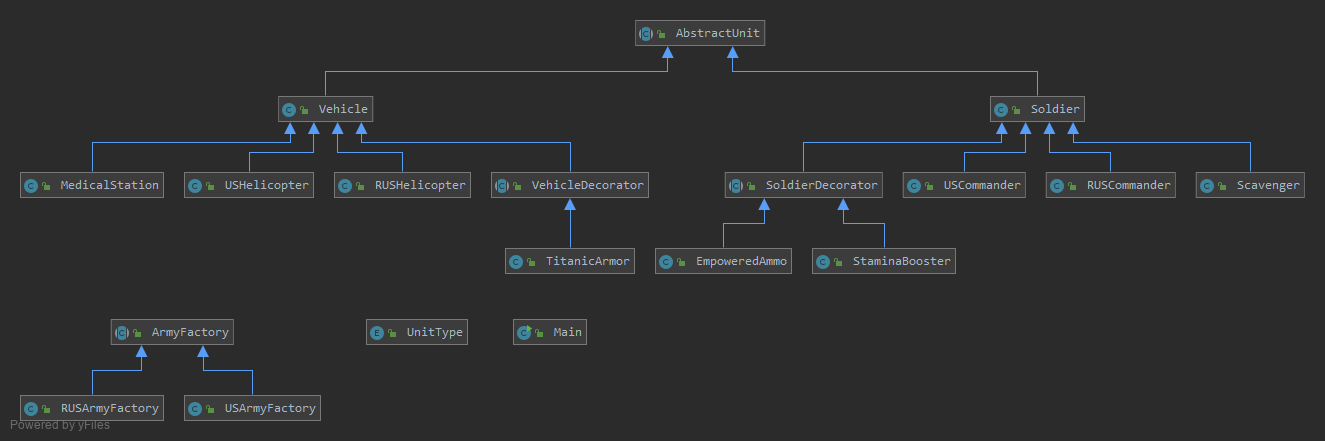 AbstractUnit
Vehicle
Soldier
MedicalStation
USHelicopter
RUSHelicopter
VehicleDecorator
SoldierDecorator
USCommander
RUSCommander
Scavenger
TitanicArmor
EmpoweredAmmo
StaminaBooster
ArmyFactory
UnitType
Main
RUSArmyFactory
USArmyFactory
Powered by yFiles